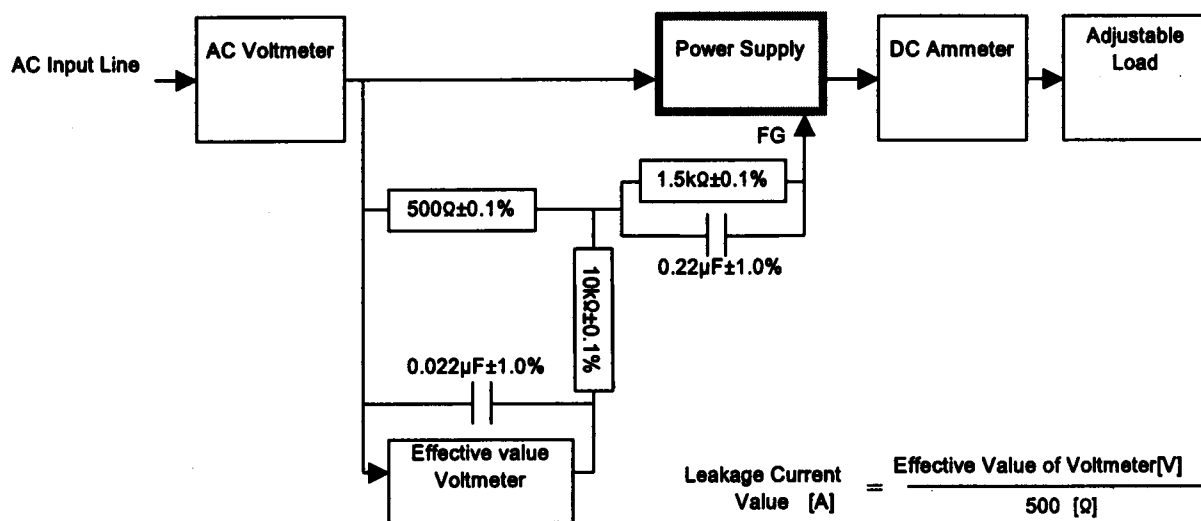 AC Input Line
AC Voltmeter
Power Supply
DC Ammeter
Adjustable
Load
FG
1.5kΩ±0.1%
500Ω±0.1%
0.22µF±1.0%
10kΩ±0.1%
0.022µF±1.0%
Effective value
Voltmeter
Leakage Current
Value [A]
=
Effective Value of Voltmeter[V]
500 [Ω]